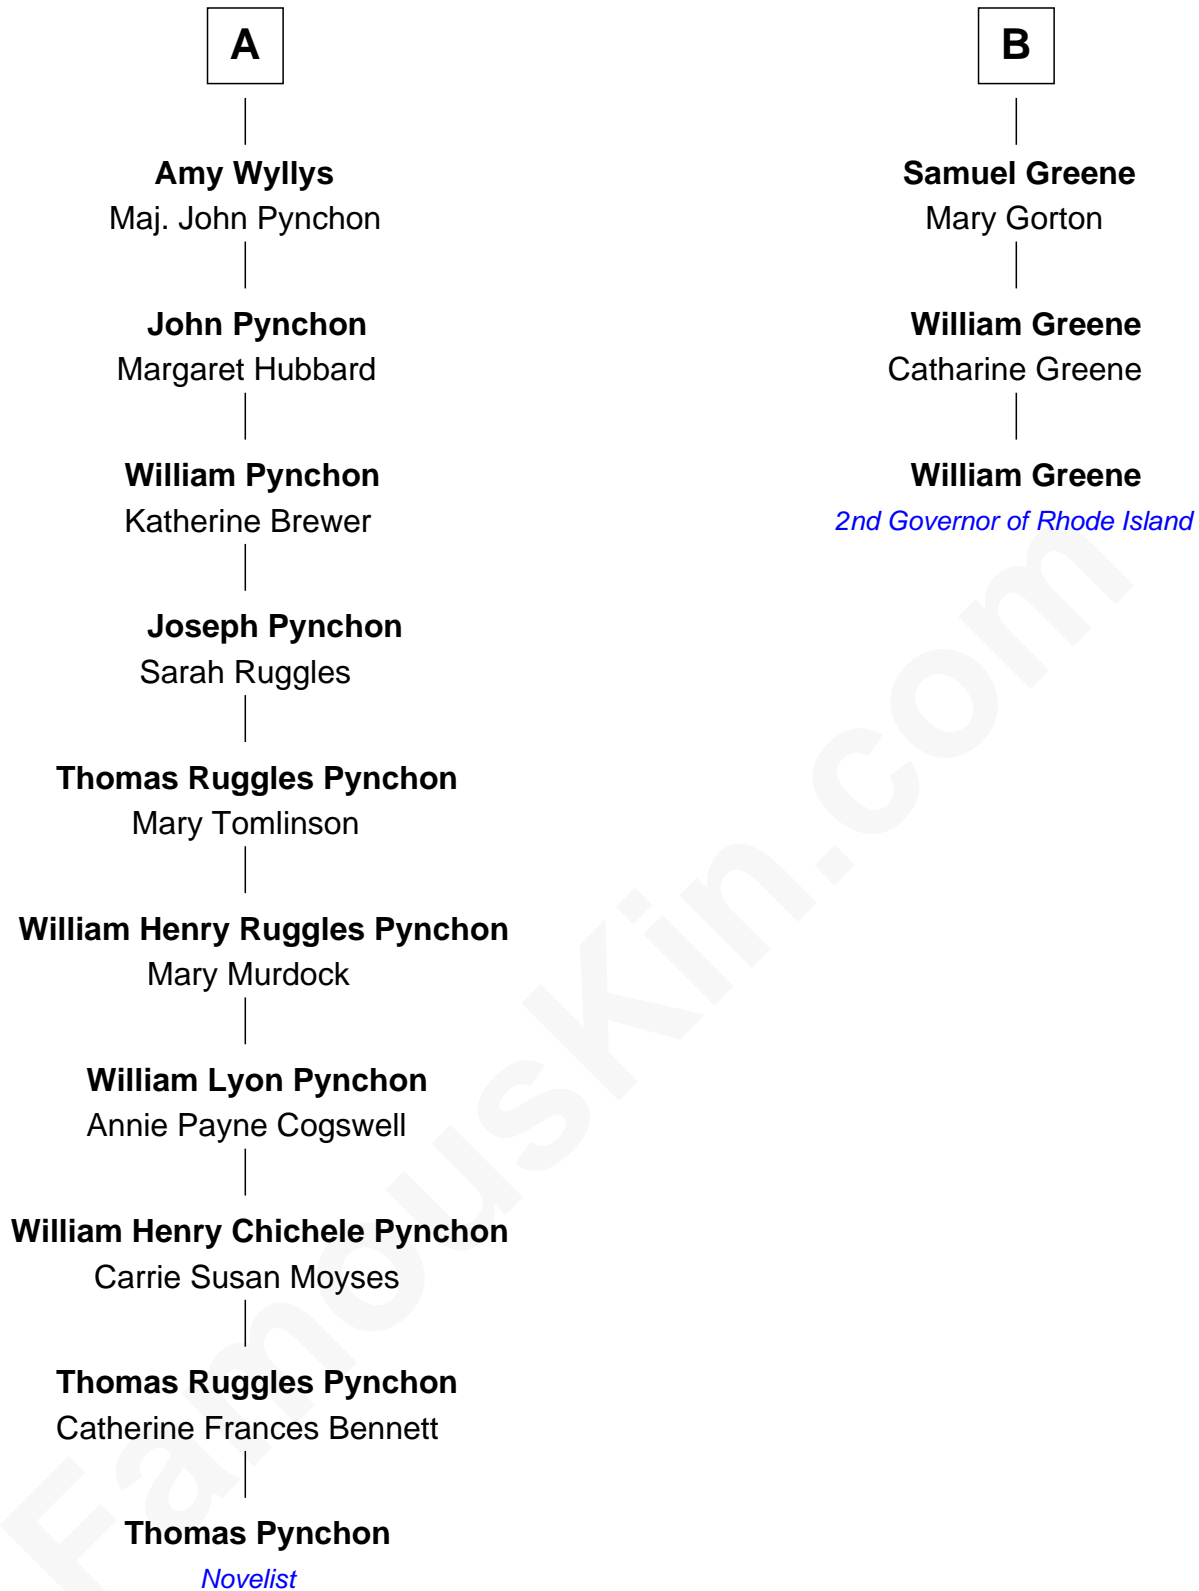 A
Amy Wyllys
Maj. John Pynchon
John Pynchon
Margaret Hubbard
William Pynchon
Katherine Brewer
Joseph Pynchon
Sarah Ruggles
Thomas Ruggles Pynchon
Mary Tomlinson
William Henry Ruggles Pynchon
Mary Murdock
William Lyon Pynchon
Annie Payne Cogswell
William Henry Chichele Pynchon
Carrie Susan Moyses
Thomas Ruggles Pynchon
Catherine Frances Bennett
Thomas Pynchon
Novelist
B
Samuel Greene
Mary Gorton
William Greene
Catharine Greene
William Greene
2nd Governor of Rhode Island
FamousKin.com